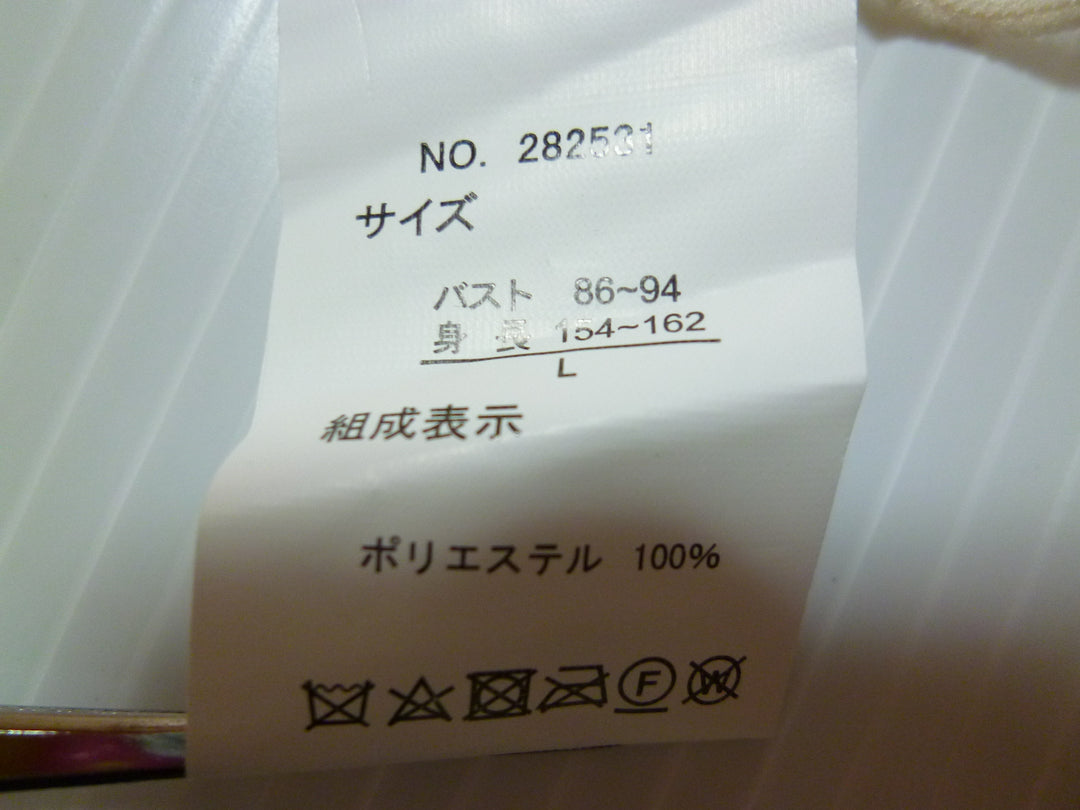 NO. 282531
サイズ
バスト 86~94
身 長 154~162
L
組成表示
ポリエステル 100%
F W